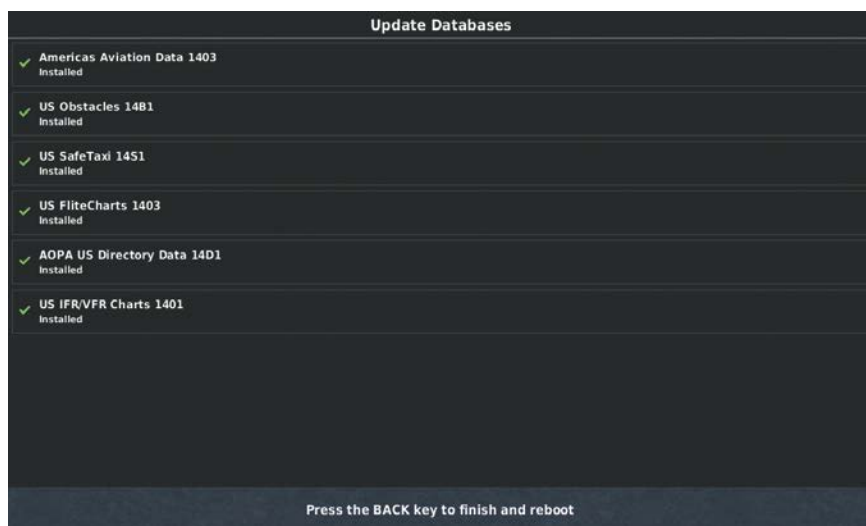 Update Databases
Americas Aviation Data 1403
Installed
US Obstacles 14B1
Installed
US SafeTaxi 14S1
Installed
US FliteCharts 1403
Installed
AOPA US Directory Data 14D1
Installed
US IFR/VFR Charts 1401
Installed
Press the BACK key to finish and reboot